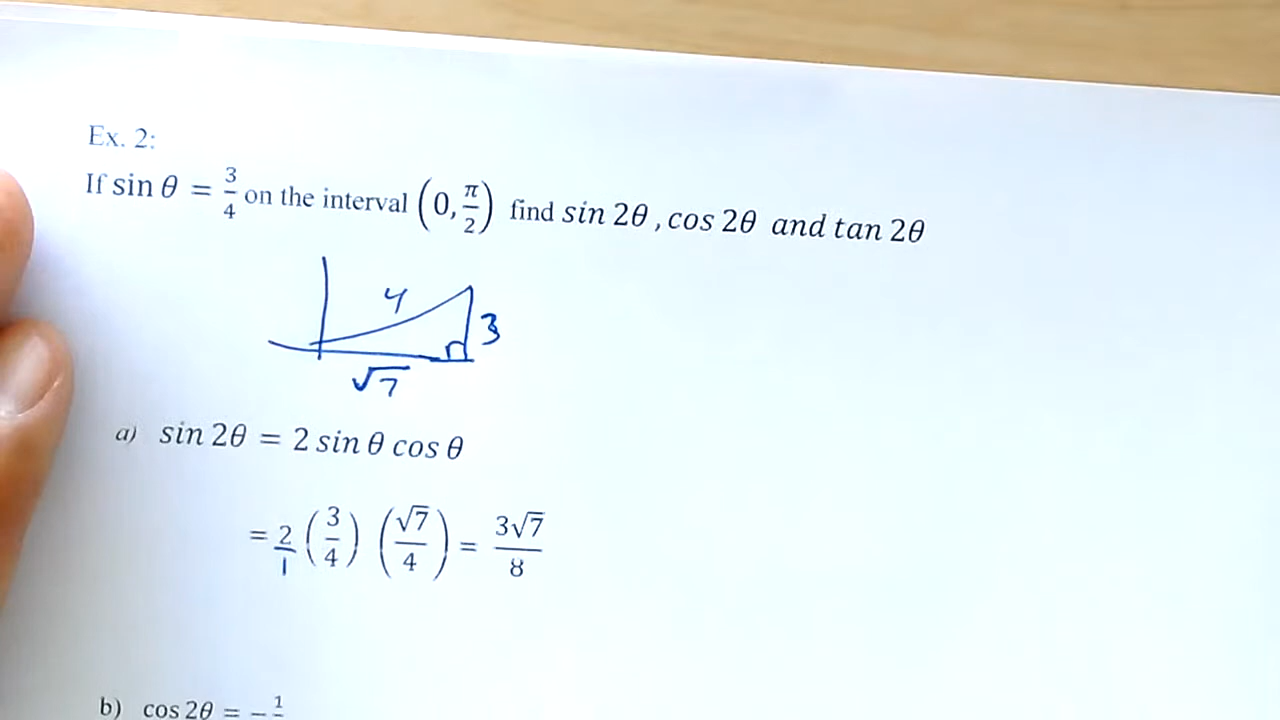 Ex. 2:
If sin θ = 3/4 on the interval (0, π/2) find sin 2θ , cos 2θ and tan 2θ
4
3
√7
a) sin 2θ = 2 sin θ cos θ
= 2/1 (3/4) (√7/4) = 3√7/8
b) cos 2θ = − 1